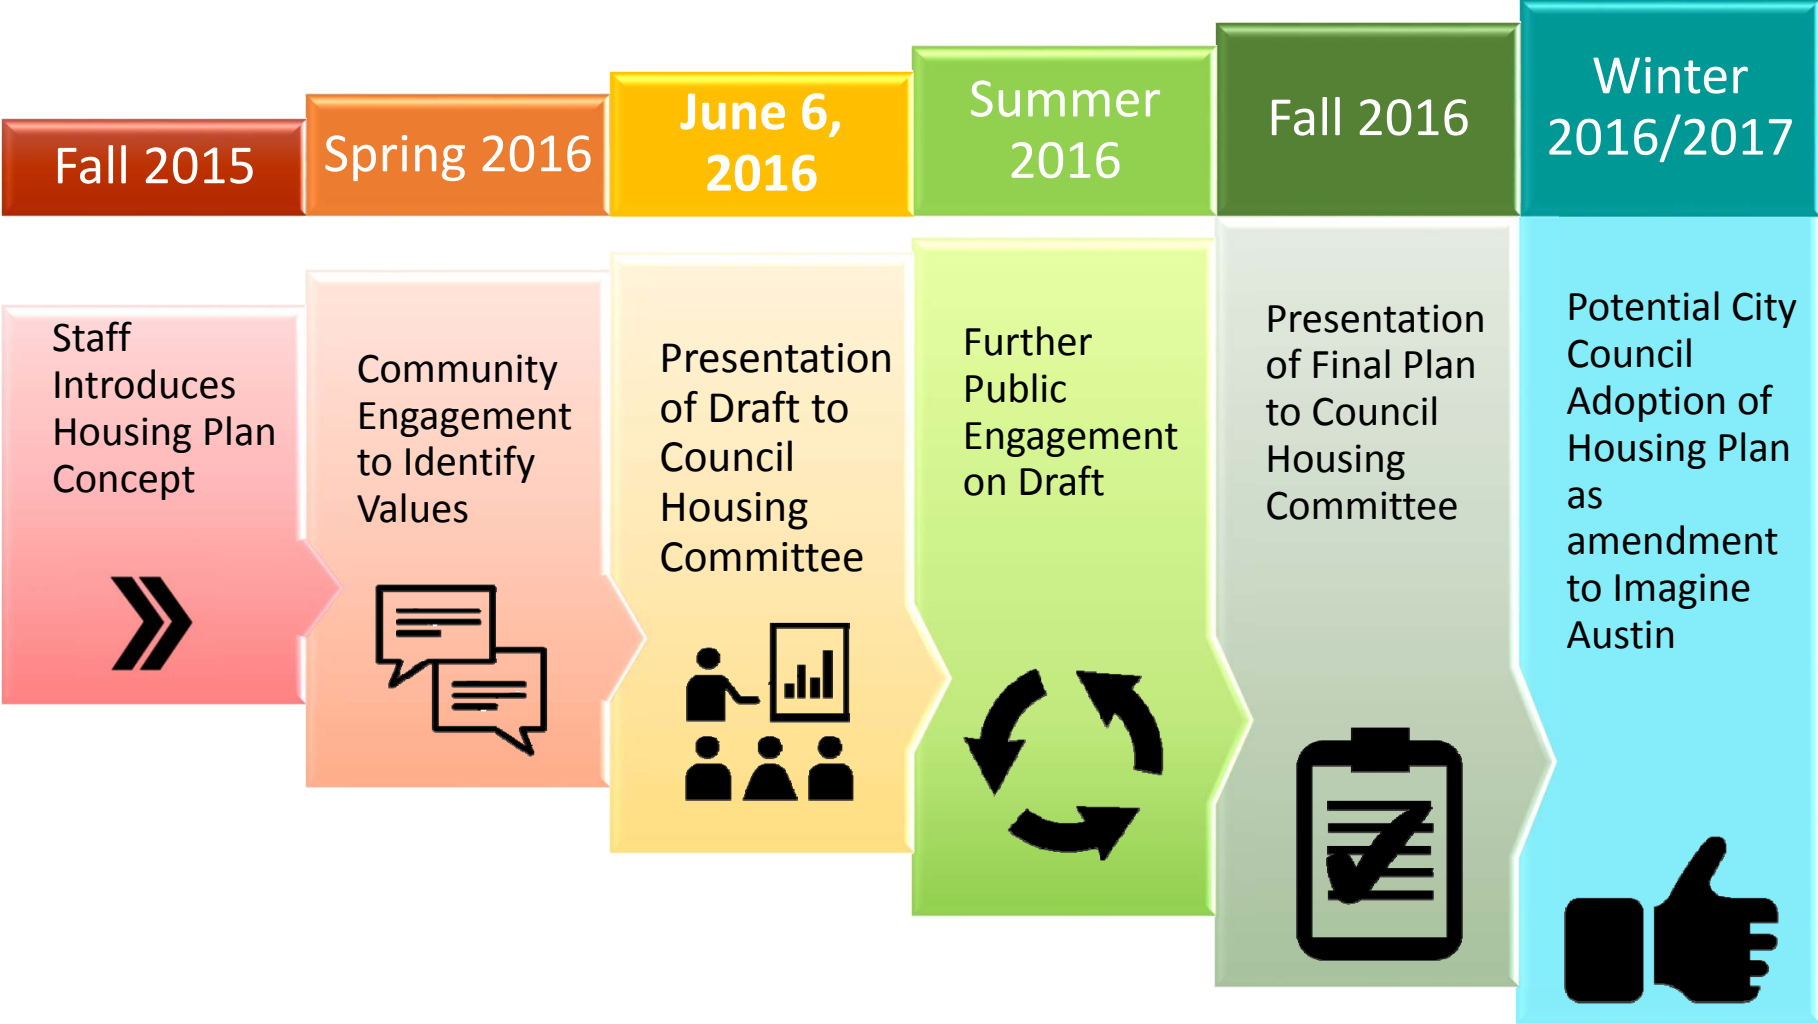 Fall 2015
Staff
Introduces
Housing Plan
Concept
Spring 2016
Community
Engagement
to Identify
Values
June 6,
2016
Presentation
of Draft to
Council
Housing
Committee
Summer
2016
Further
Public
Engagement
on Draft
Fall 2016
Presentation
of Final Plan
to Council
Housing
Committee
Winter
2016/2017
Potential City
Council
Adoption of
Housing Plan
as
amendment
to Imagine
Austin